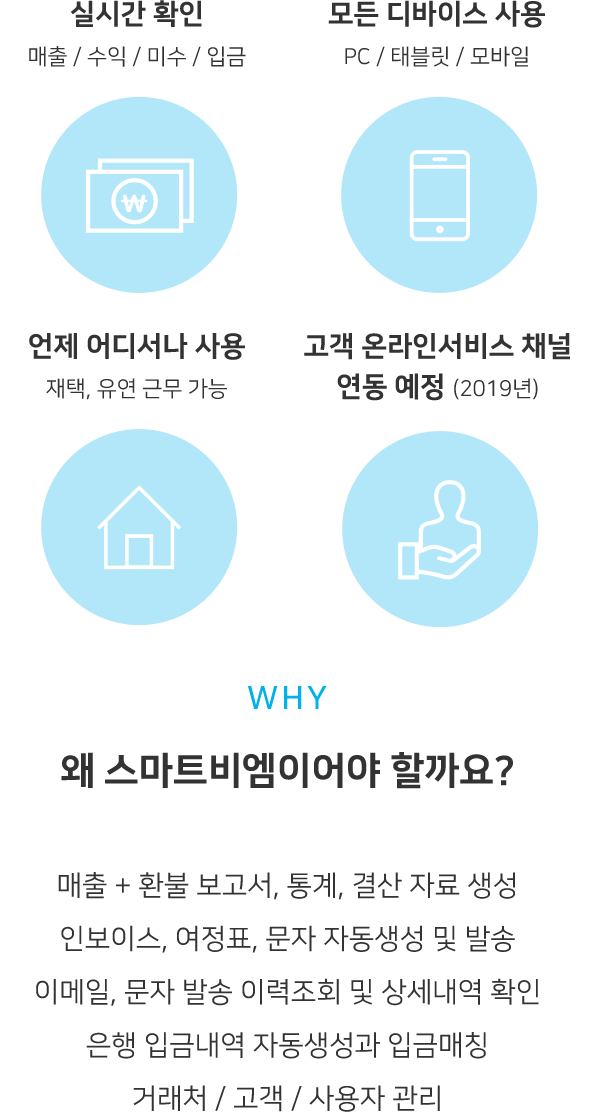 실시간 확인
매출 / 수익 / 미수 / 입금
모든 디바이스 사용
PC / 태블릿 / 모바일
₩
언제 어디서나 사용
재택, 유연 근무 가능
고객 온라인서비스 채널
연동 예정 (2019년)
WHY
왜 스마트비엠이어야 할까요?
매출 + 환불 보고서, 통계, 결산 자료 생성
인보이스, 여정표, 문자 자동생성 및 발송
이메일, 문자 발송 이력조회 및 상세내역 확인
은행 입금내역 자동생성과 입금매칭
거래처 / 고객 / 사용자 관리